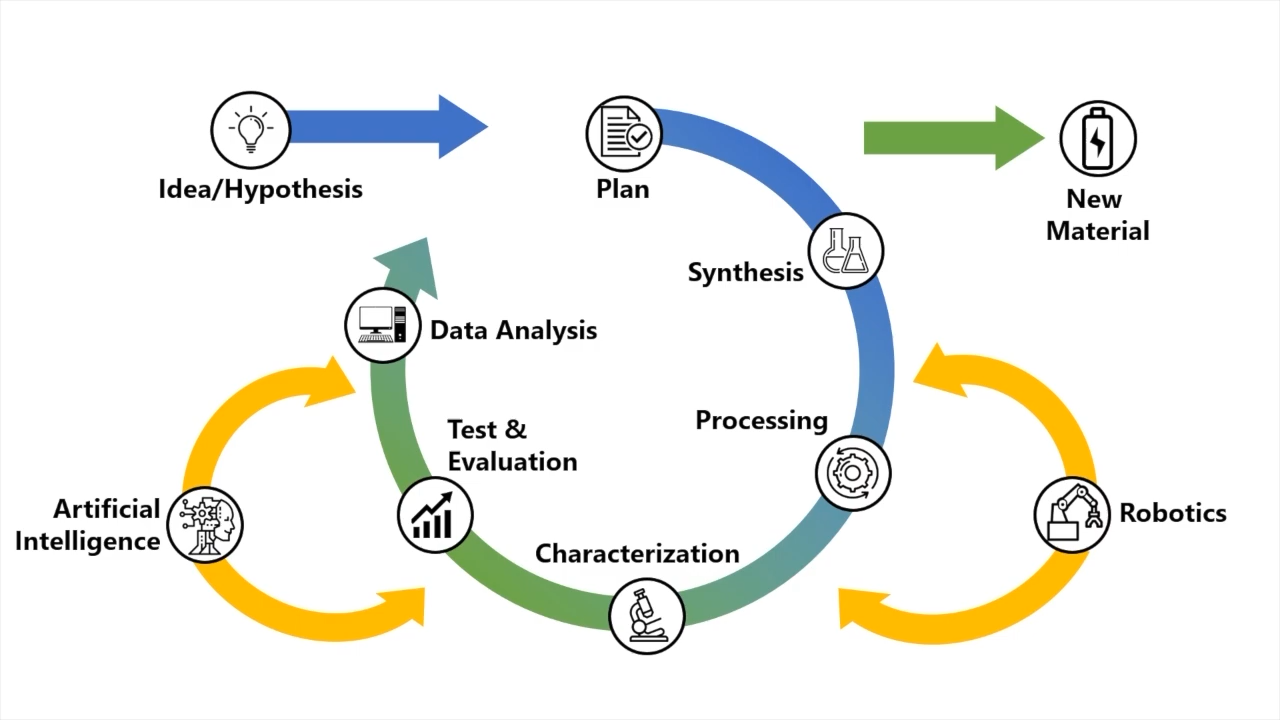 Idea/Hypothesis
Plan
New
Material
Synthesis
Data Analysis
Processing
Test &
Evaluation
Artificial
Intelligence
Characterization
Robotics